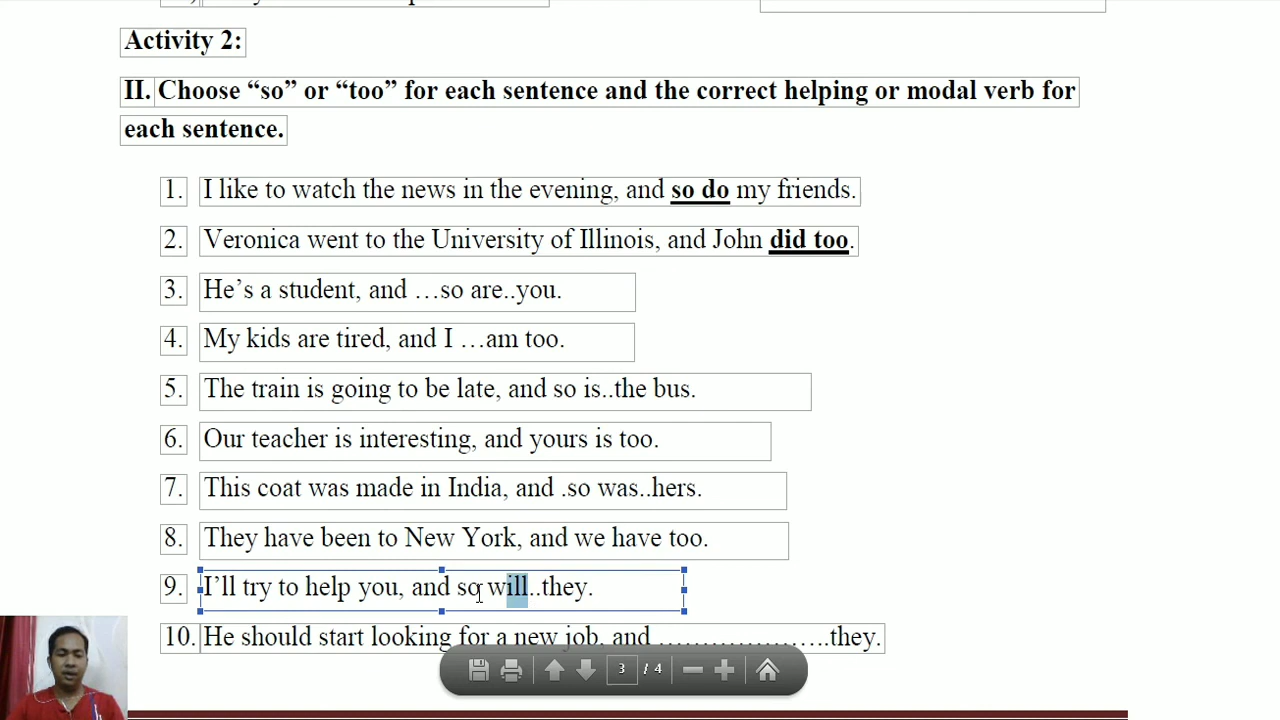 Activity 2:
II. Choose “so” or “too” for each sentence and the correct helping or modal verb for
each sentence.
1. I like to watch the news in the evening, and so do my friends.
2. Veronica went to the University of Illinois, and John did too.
3. He’s a student, and …so are..you.
4. My kids are tired, and I …am too.
5. The train is going to be late, and so is..the bus.
6. Our teacher is interesting, and yours is too.
7. This coat was made in India, and .so was..hers.
8. They have been to New York, and we have too.
9. I’ll try to help you, and so will..they.
10. He should start looking for a new job, and …………………..they.
3 / 4